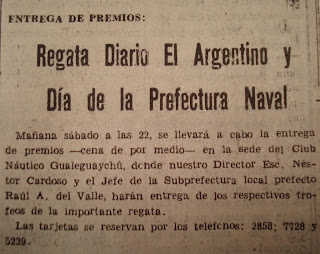 ENTREGA DE PREMIOS:
Regata Diario El Argentino y
Día de la Prefectura Naval
Mañana sábado a las 22, se llevará a cabo la entrega
de premios —cena de por medio— en la sede del Club
Náutico Gualeguaychú, donde nuestro Director Esc. Nés-
tor Cardoso y el Jefe de la Subprefectura local prefecto
Raúl A. del Valle, harán entrega de los respectivos tro-
feos de la importante regata.
Las tarjetas se reservan por los teléfonos: 2858; 7728 y
5239.